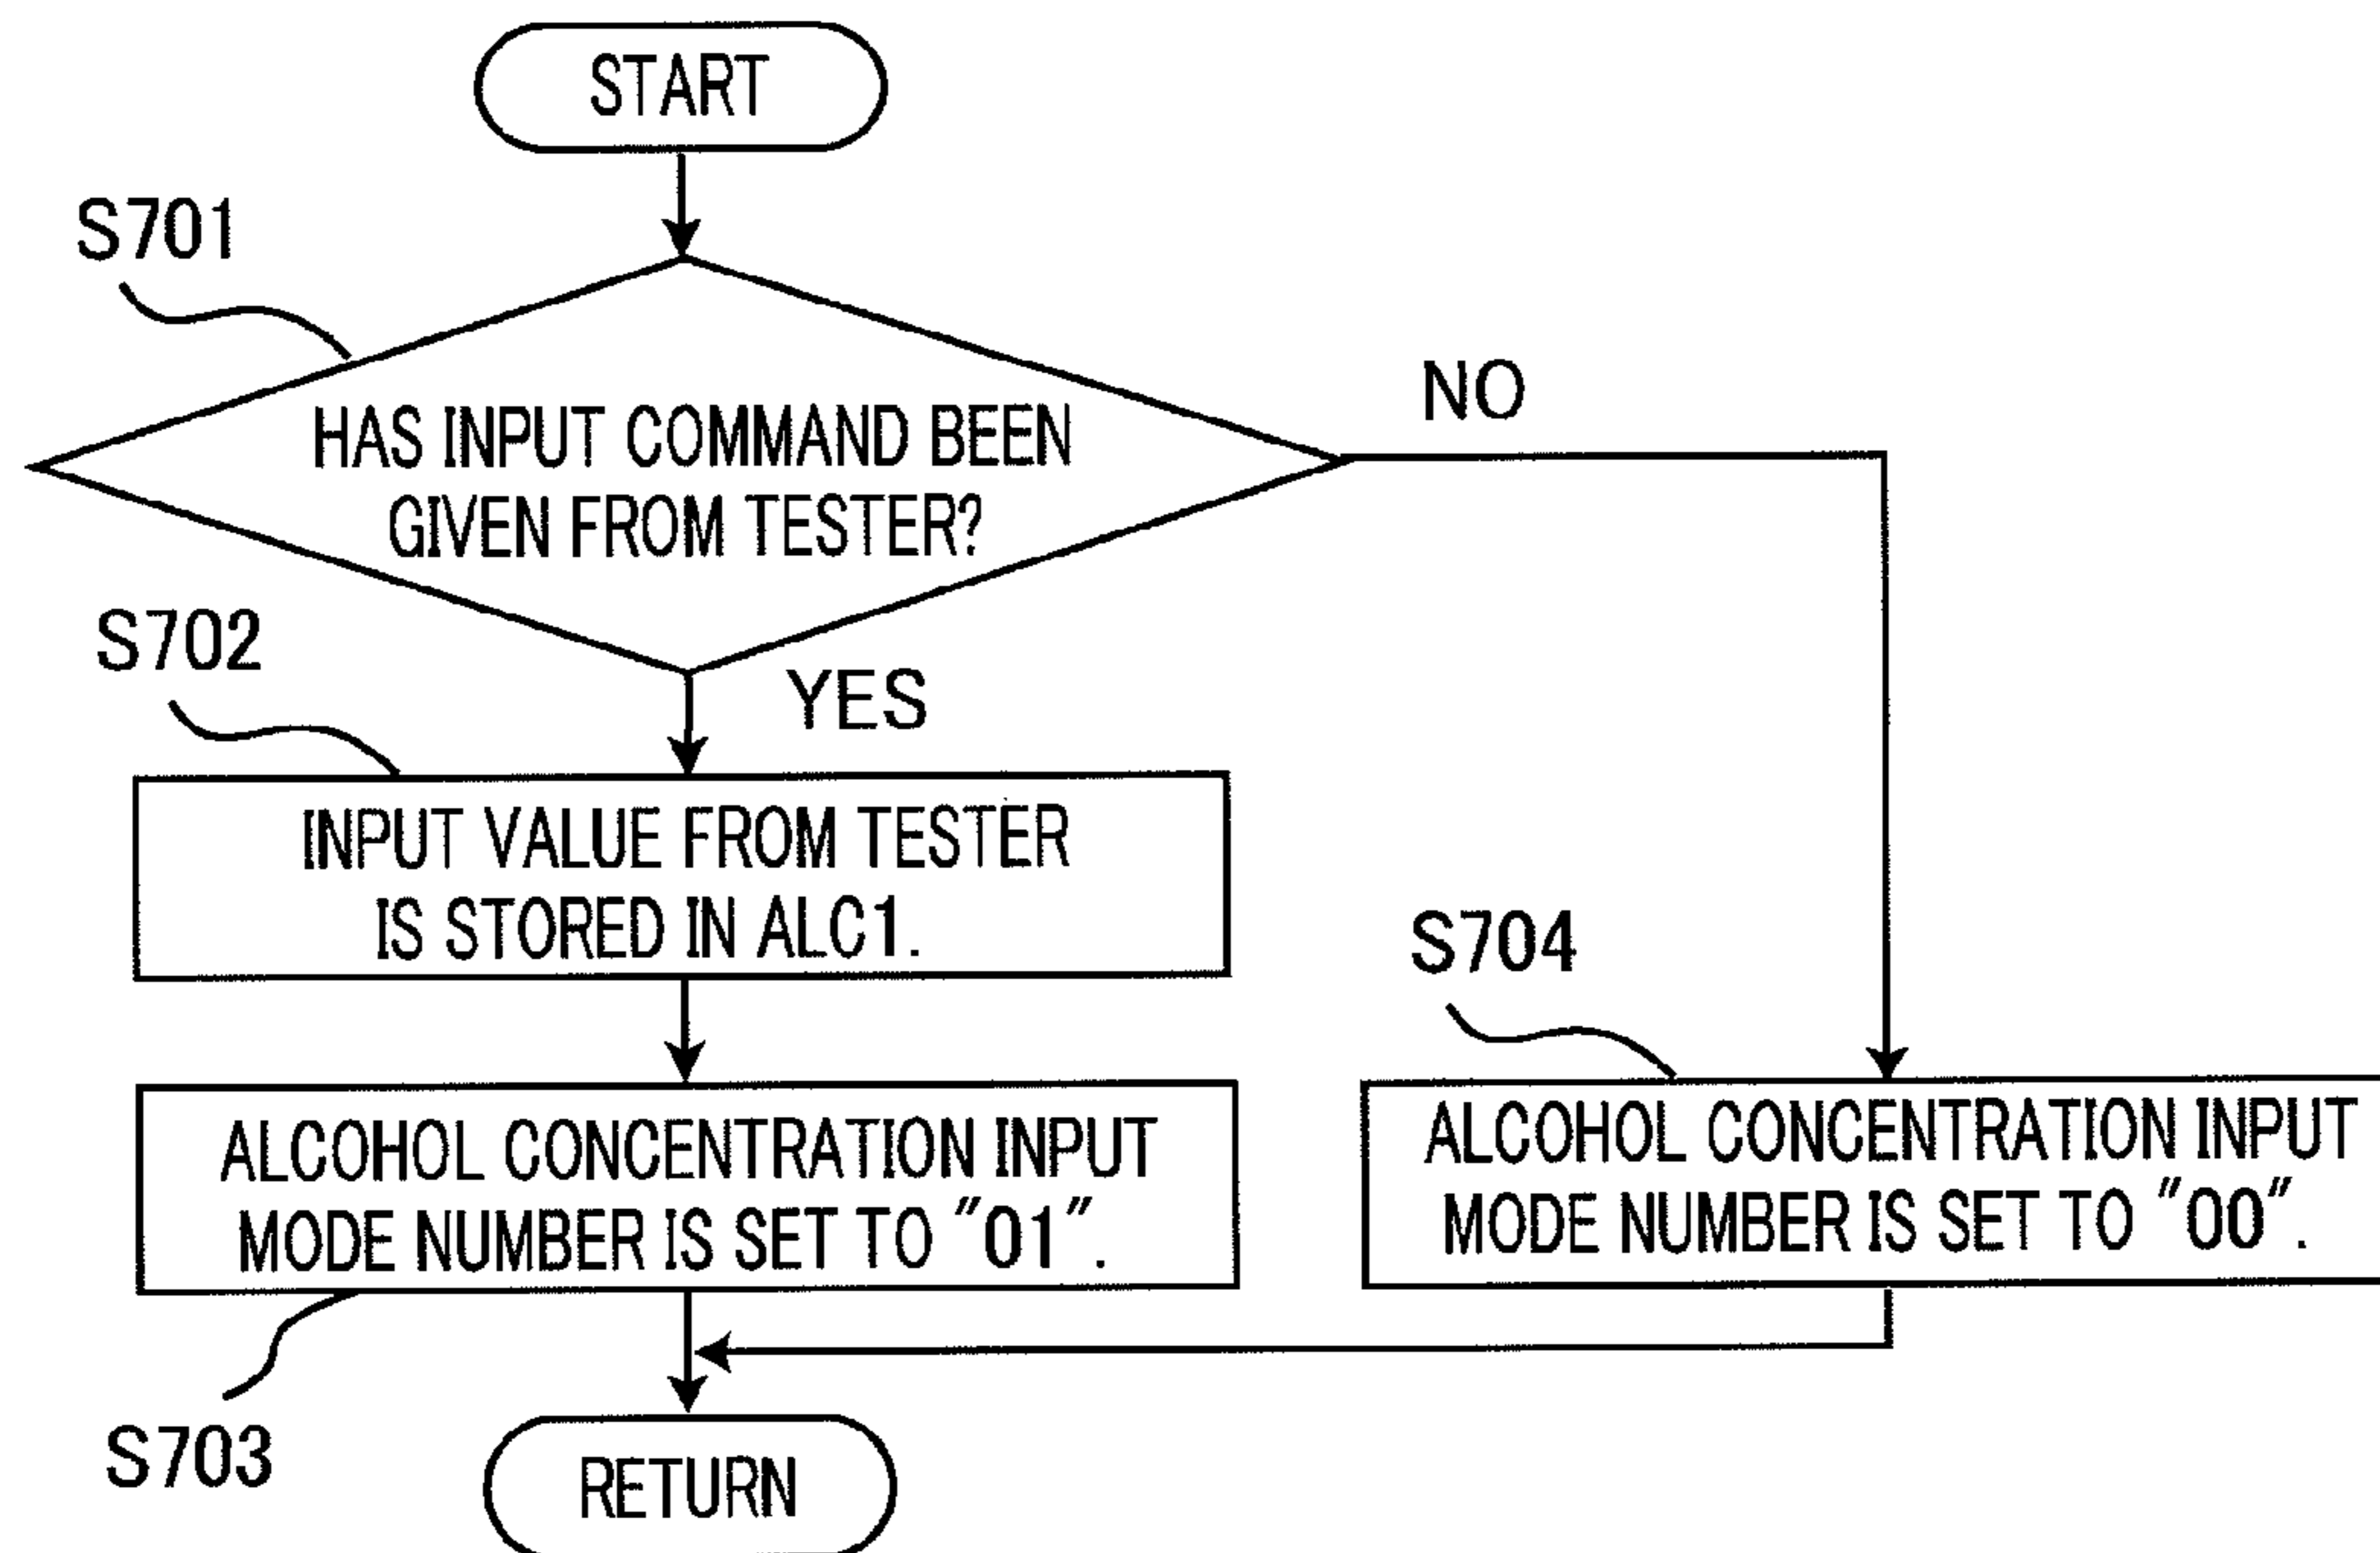 START
S701
NO
HAS INPUT COMMAND BEEN
GIVEN FROM TESTER?
S702
YES
INPUT VALUE FROM TESTER
IS STORED IN ALC1.
S704
ALCOHOL CONCENTRATION INPUT
MODE NUMBER IS SET TO "01".
ALCOHOL CONCENTRATION INPUT
MODE NUMBER IS SET TO "00".
S703
RETURN